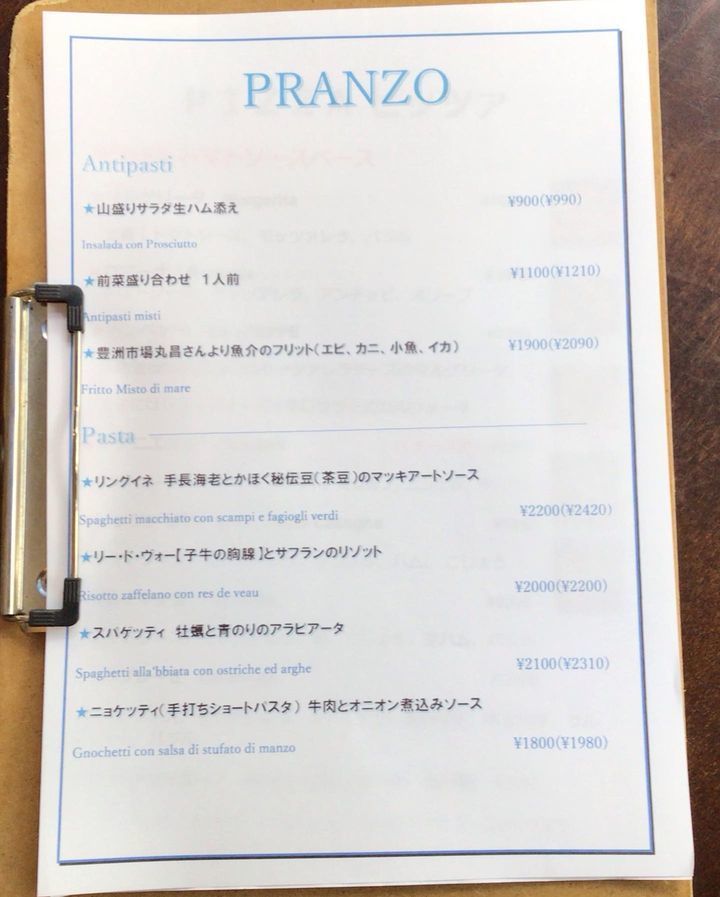 PRANZO
Antipasti
★山盛りサラダ生ハム添え ¥900(¥990)
Insalada con Prosciutto
★前菜盛り合わせ 1人前 ¥1100(¥1210)
Antipasti misti
★豊洲市場丸昌さんより魚介のフリット(エビ、カニ、小魚、イカ) ¥1900(¥2090)
Fritto Misto di mare
Pasta
★リングイネ 手長海老とかほく秘伝豆(茶豆)のマッキアートソース
Spaghetti macchiato con scampi e fagiogli verdi ¥2200(¥2420)
★リー・ド・ヴォー【子牛の胸線】とサフランのリゾット
Risotto zaffelano con res de veau ¥2000(¥2200)
★スパゲッティ 牡蠣と青のりのアラビアータ
Spaghetti alla'bbiata con ostriche ed arghe ¥2100(¥2310)
★ニョケッティ(手打ちショートパスタ) 牛肉とオニオン煮込みソース
Gnochetti con salsa di stufato di manzo ¥1800(¥1980)